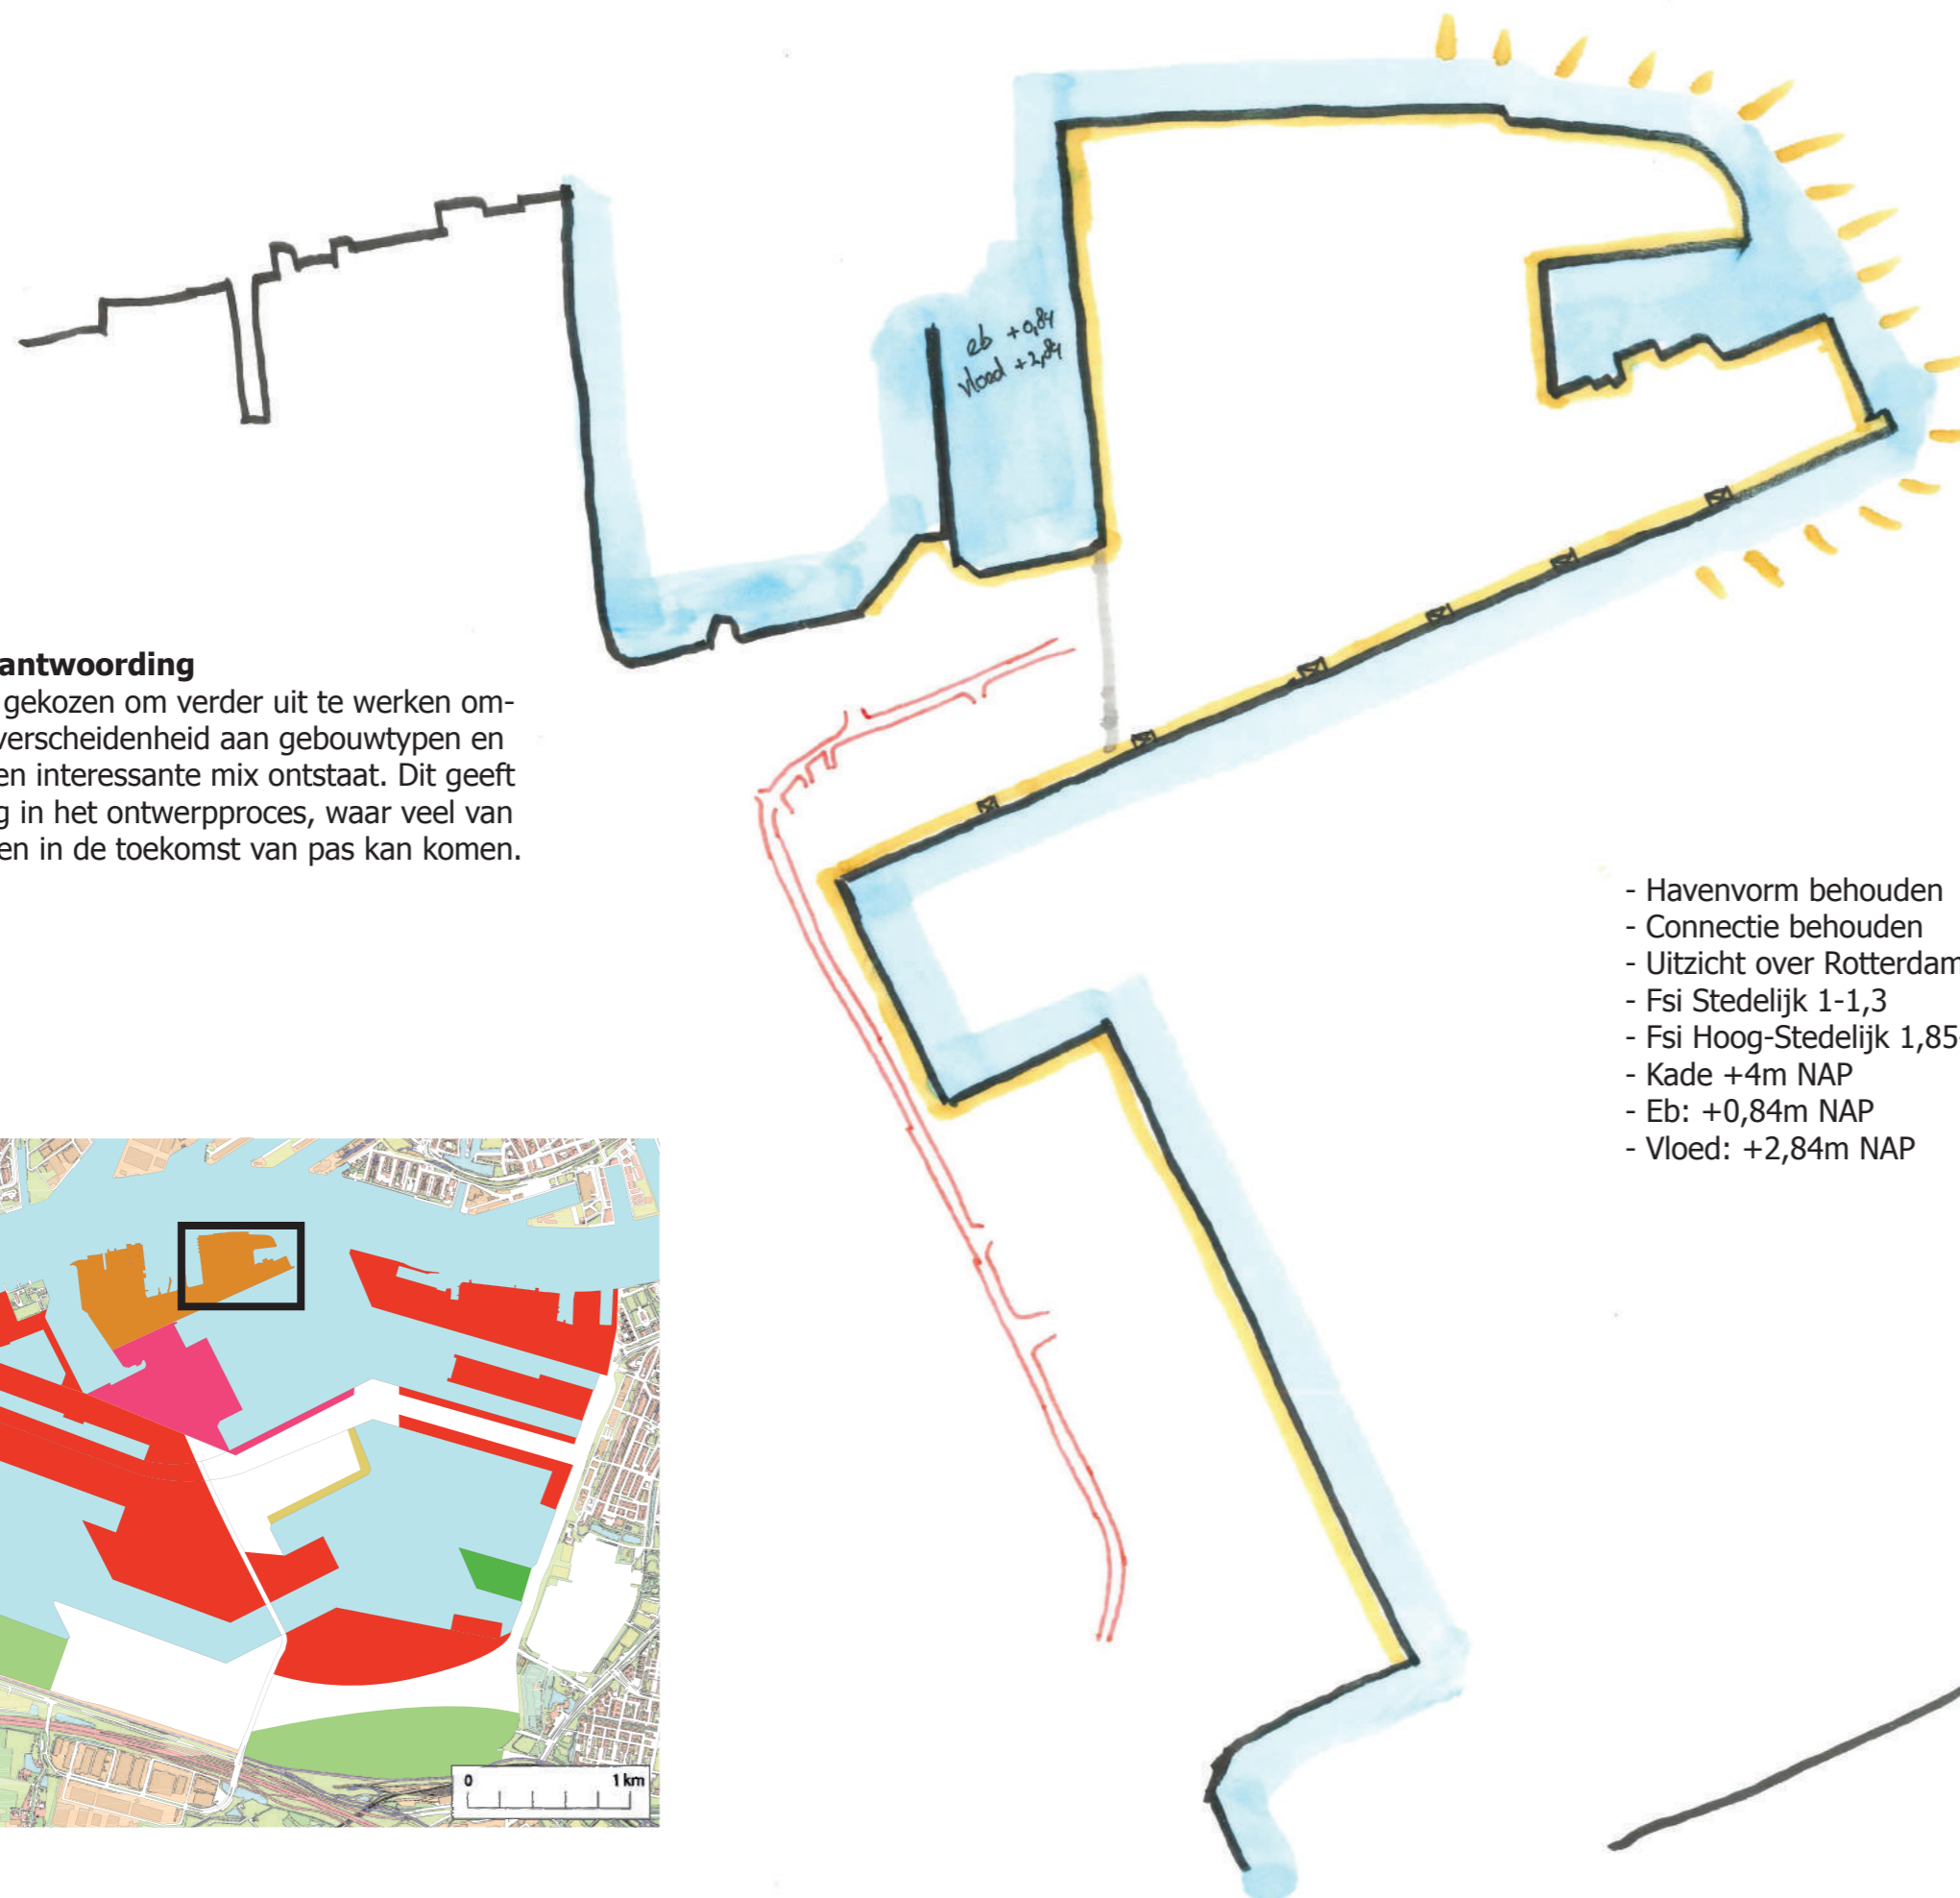 eb +0,84
vloed +2,84
antwoording
gekozen om verder uit te werken om-
verscheidenheid aan gebouwtypen en
en interessante mix ontstaat. Dit geeft
g in het ontwerpproces, waar veel van
en in de toekomst van pas kan komen.
- Havenvorm behouden
- Connectie behouden
- Uitzicht over Rotterdam
- Fsi Stedelijk 1-1,3
- Fsi Hoog-Stedelijk 1,85-
- Kade +4m NAP
- Eb: +0,84m NAP
- Vloed: +2,84m NAP
0 1 km